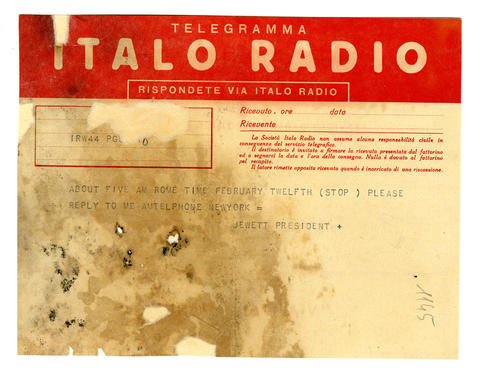 TELEGRAMMA
ITALO RADIO
RISPONDETE VIA ITALO RADIO
Ricevuto. ore data
Ricevente
La Società Italo Radio non assume alcuna responsabilità civile in
conseguenza del servizio telegrafico.
Il destinatario è invitato a firmare la ricevuta presentata dal fattorino
ed a segnarci la data e l'ora della consegna. Nulla è dovuto al fattorino
pel recapito.
Il latore rimette apposita ricevuta quando è incaricato di una riscossione.
IRW44
ABOUT FIVE AM ROME TIME FEBRUARY TWELFTH (STOP ) PLEASE
REPLY TO ME AMTELPHONE NEWYORK =
JEWETT PRESIDENT +
1145